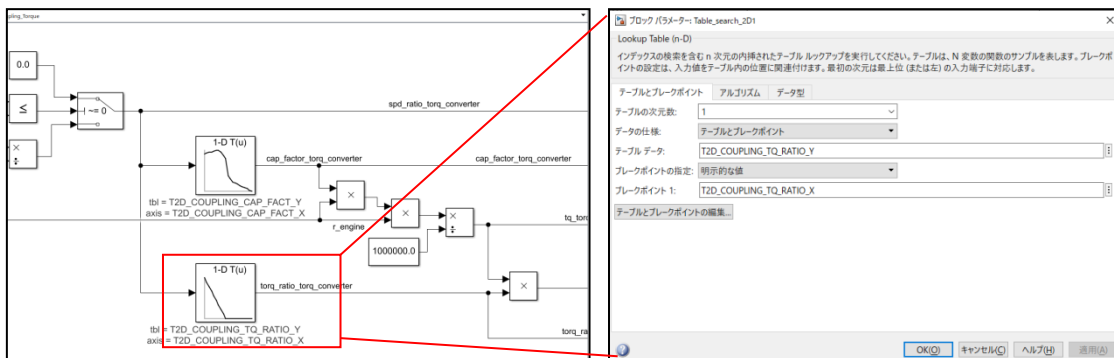 pling_Torque
0.0
≤
~= 0
×
÷
spd_ratio_torq_converter
1-D T(u)
cap_factor_torq_converter
cap_factor_torq_converter
tbl = T2D_COUPLING_CAP_FACT_Y
axis = T2D_COUPLING_CAP_FACT_X
×
×
×
÷
r_engine
tq_torc
1000000.0
1-D T(u)
torq_ratio_torq_converter
×
tbl = T2D_COUPLING_TQ_RATIO_Y
axis = T2D_COUPLING_TQ_RATIO_X
torq_ra
ブロック パラメーター: Table_search_2D1
Lookup Table (n-D)
インデックスの検索を含む n 次元の内挿されたテーブル ルックアップを実行してください。テーブルは、N 変数の関数のサンプルを表します。ブレークポ
イントの設定は、入力値をテーブル内の位置に関連付けます。最初の次元は最上位 (または左) の入力端子に対応します。
テーブルとブレークポイント アルゴリズム データ型
テーブルの次元数: 1
データの仕様: テーブルとブレークポイント
テーブル データ: T2D_COUPLING_TQ_RATIO_Y
ブレークポイントの指定: 明示的な値
ブレークポイント 1: T2D_COUPLING_TQ_RATIO_X
テーブルとブレークポイントの編集...
OK(O) キャンセル(C) ヘルプ(H) 適用(A)